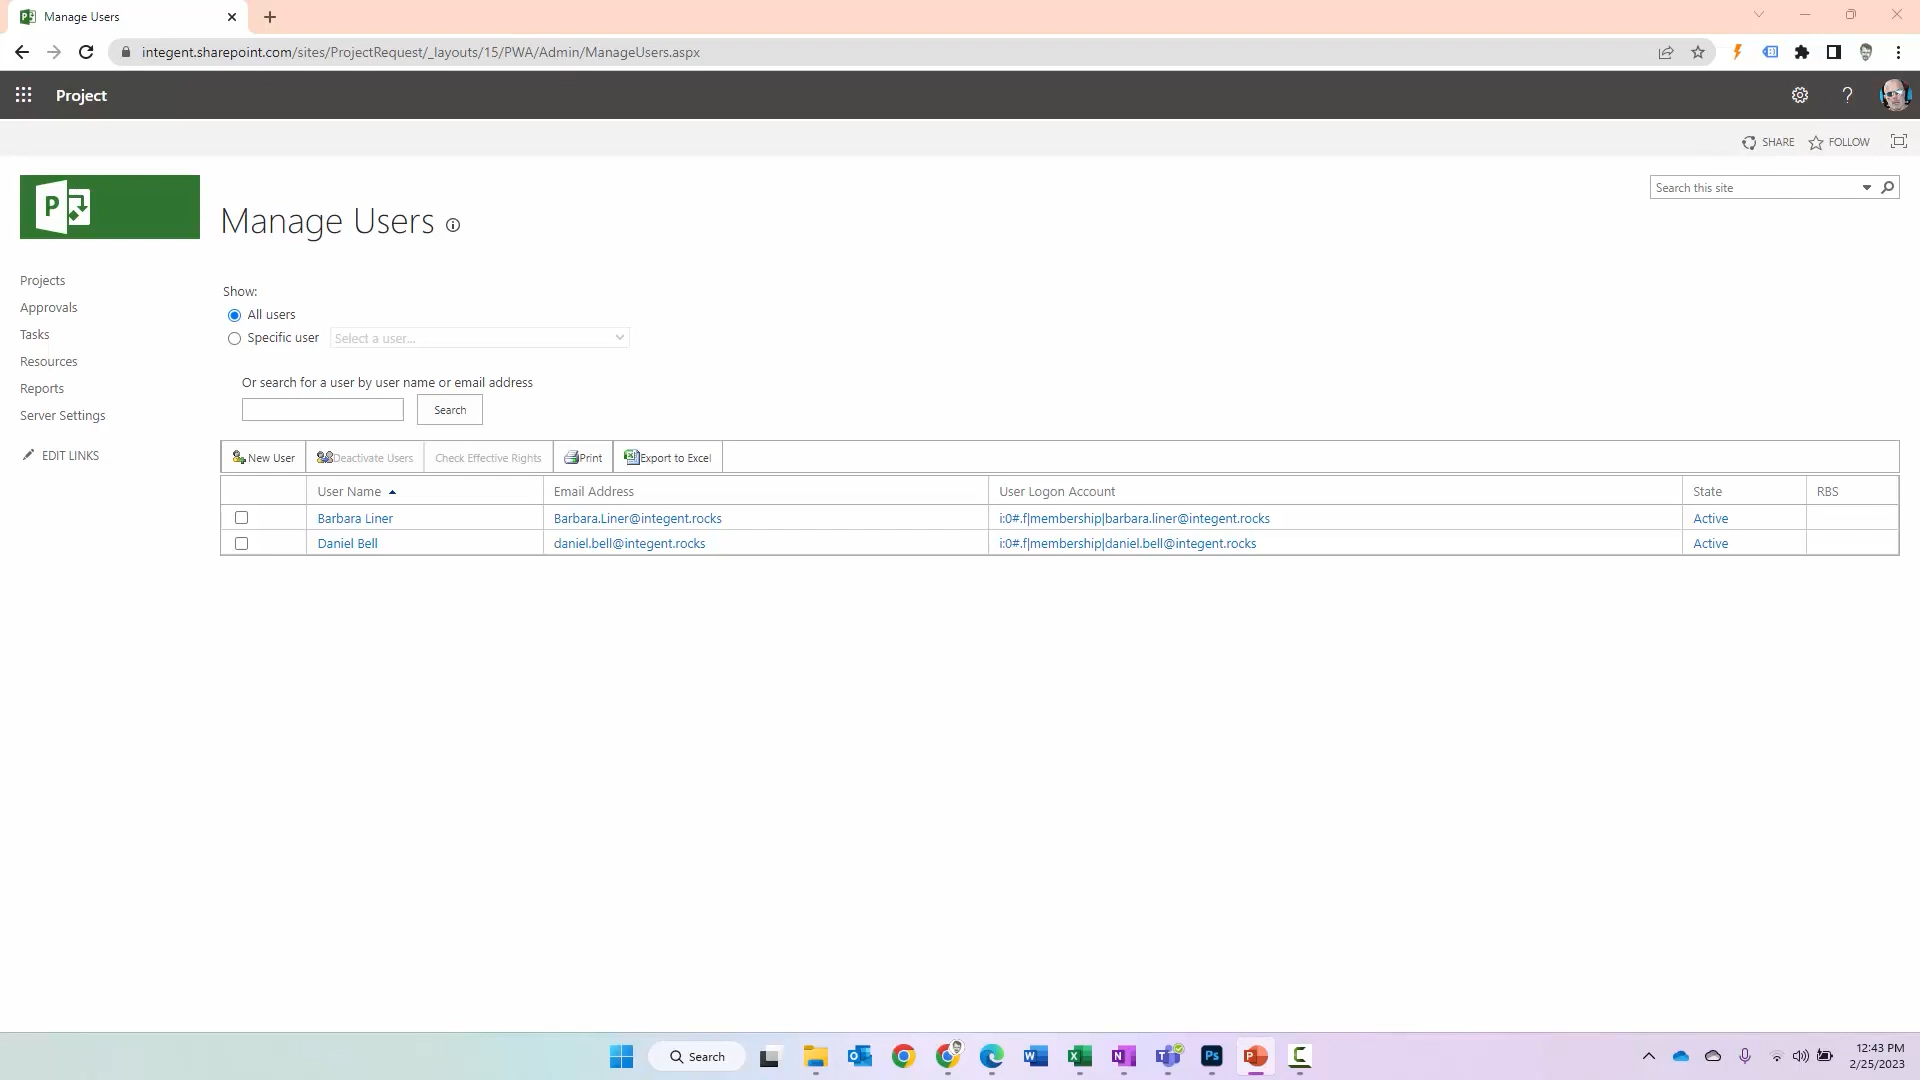 Manage Users
integent.sharepoint.com/sites/ProjectRequest/_layouts/15/PWA/Admin/ManageUsers.aspx
Project
SHARE FOLLOW
P
Search this site
Manage Users
Projects
Approvals
Tasks
Resources
Reports
Server Settings
EDIT LINKS
Show:
All users
Specific user Select a user...
Or search for a user by user name or email address
Search
New User Deactivate Users Check Effective Rights Print Export to Excel
User Name Email Address User Logon Account State RBS
Barbara Liner Barbara.Liner@integent.rocks i:0#.f|membership|barbara.liner@integent.rocks Active
Daniel Bell daniel.bell@integent.rocks i:0#.f|membership|daniel.bell@integent.rocks Active
Search
12:43 PM
2/25/2023